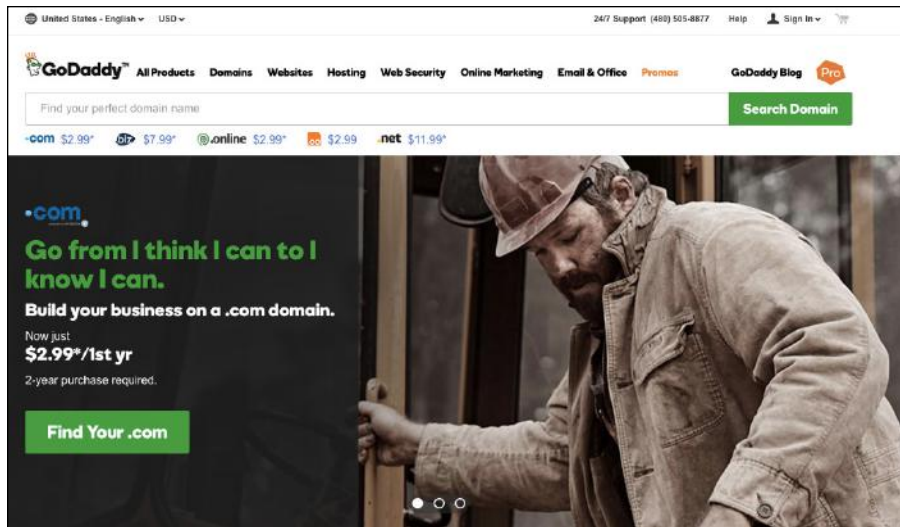 United States - English USD 24/7 Support (480) 505-8877 Help Sign In
GoDaddy™ All Products Domains Websites Hosting Web Security Online Marketing Email & Office Promos GoDaddy Blog Pro
Find your perfect domain name Search Domain
.com $2.99* $7.99* .online $2.99* $2.99 .net $11.99*
.com
Go from I think I can to I
know I can.
Build your business on a .com domain.
Now just
$2.99*/1st yr
2-year purchase required.
Find Your .com